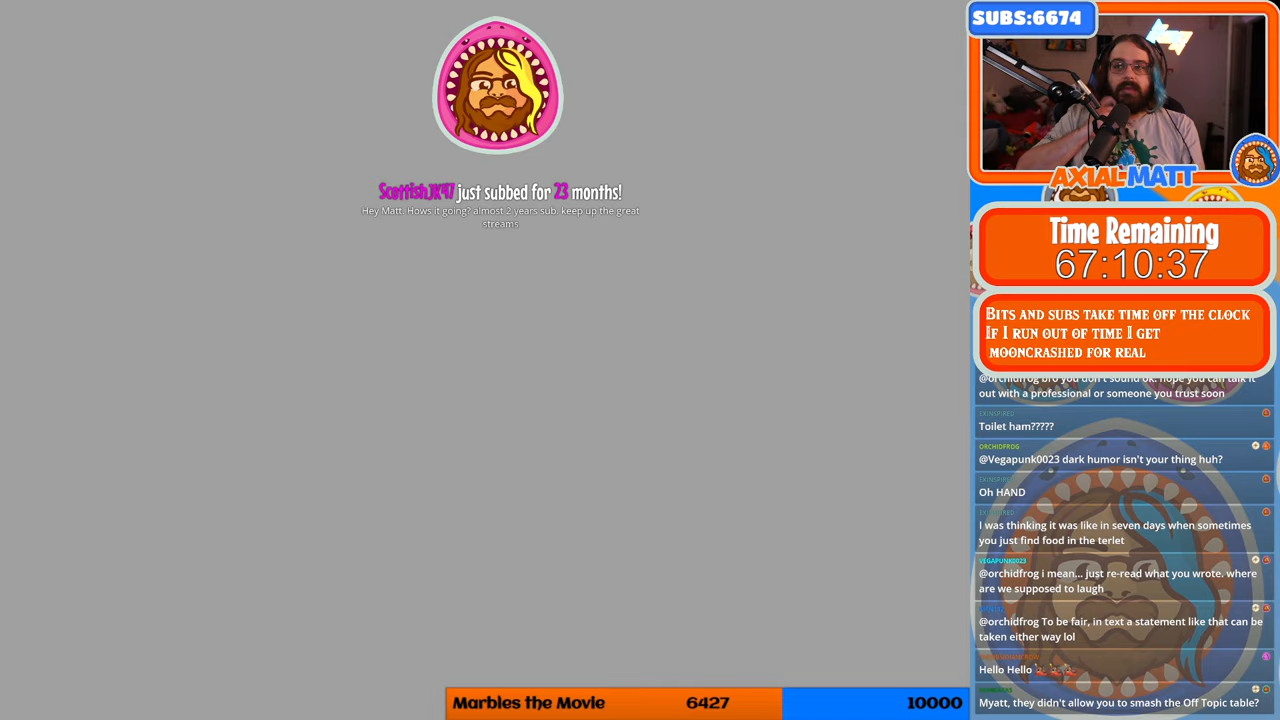 SUBS:6674
ScottishJK97 just subbed for 23 months!
Hey Matt. Hows it going? almost 2 years sub. keep up the great
streams
AXIALMATT
Time Remaining
67:10:37
Bits and subs take time off the clock
If I run out of time I get
mooncrashed for real
@orchidfrog bro you don't sound ok. hope you can talk it
out with a professional or someone you trust soon
EXINSPIRED
Toilet ham?????
ORCHIDFROG
@Vegapunk0023 dark humor isn't your thing huh?
EXINSPIRED
Oh HAND
EXINSPIRED
I was thinking it was like in seven days when sometimes
you just find food in the terlet
VEGAPUNK0023
@orchidfrog i mean... just re-read what you wrote. where
are we supposed to laugh
@orchidfrog To be fair, in text a statement like that can be
taken either way lol
Hello Hello
Myatt, they didn't allow you to smash the Off Topic table?
Marbles the Movie 6427 10000